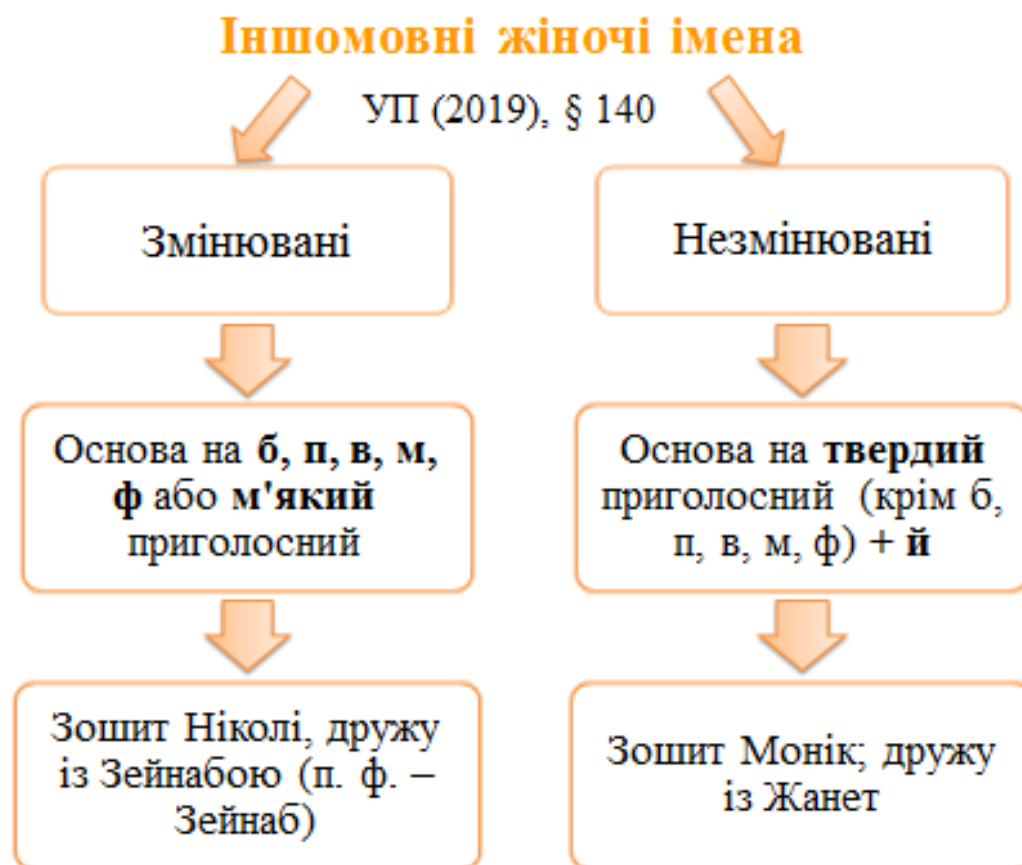 Іншомовні жіночі імена
УП (2019), § 140
Змінювані
Незмінювані
Основа на б, п, в, м,
ф або м'який
приголосний
Основа на твердий
приголосний (крім б,
п, в, м, ф) + й
Зошит Ніколі, дружу
із Зейнабою (п. ф. –
Зейнаб)
Зошит Монік; дружу
із Жанет